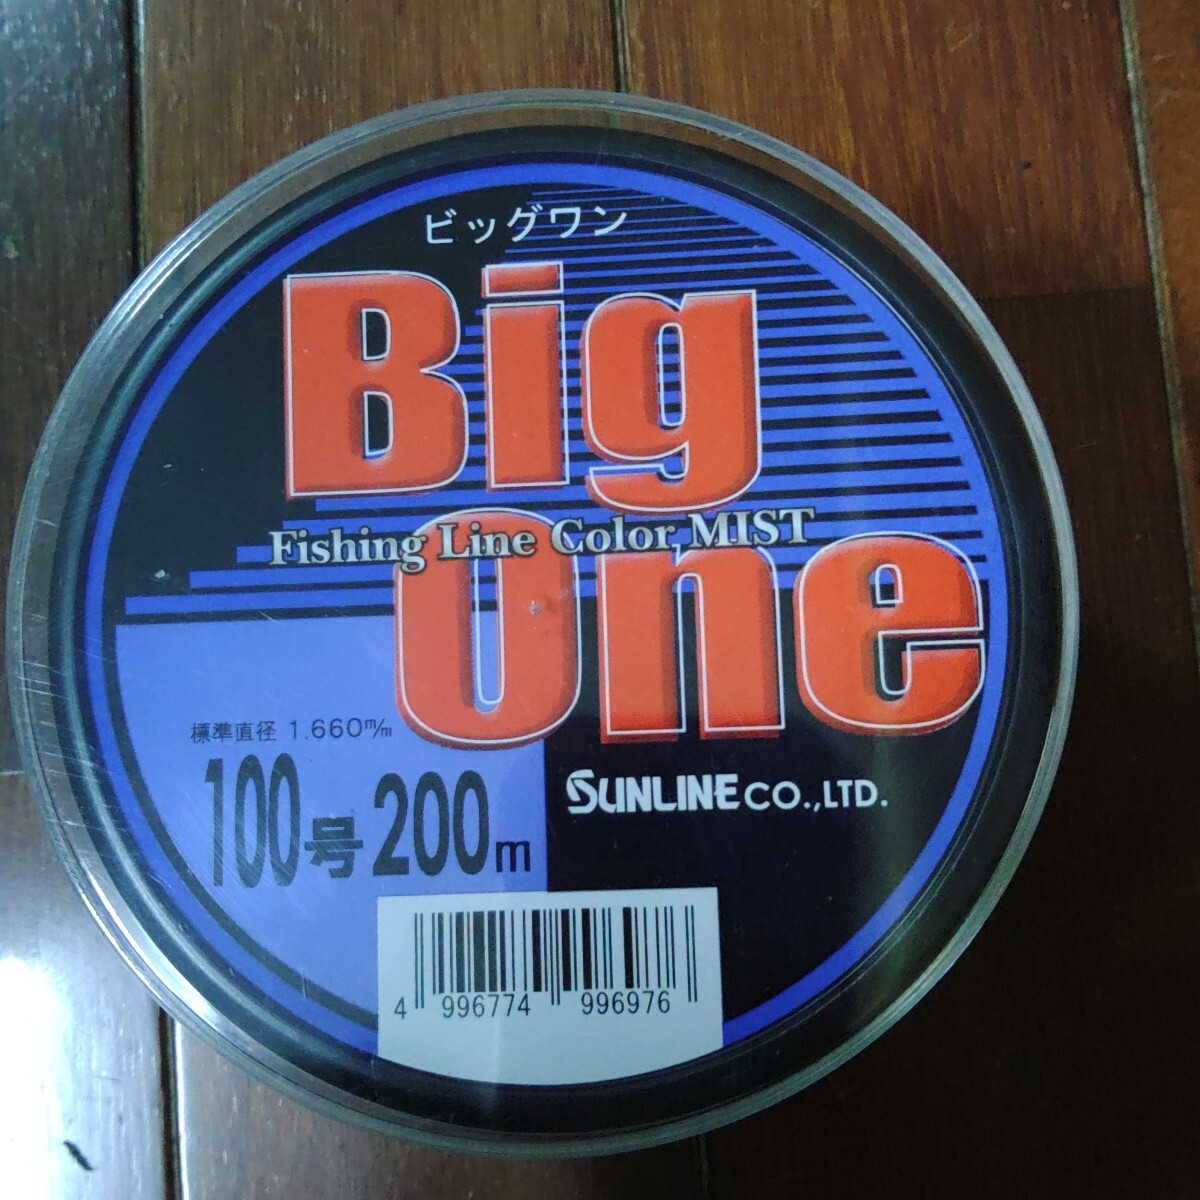 ビッグワン
Big
Fishing Line Color MIST
One
標準直径 1.660m/m
100号 200m
SUNLINE CO.,LTD.
4 996774 996976